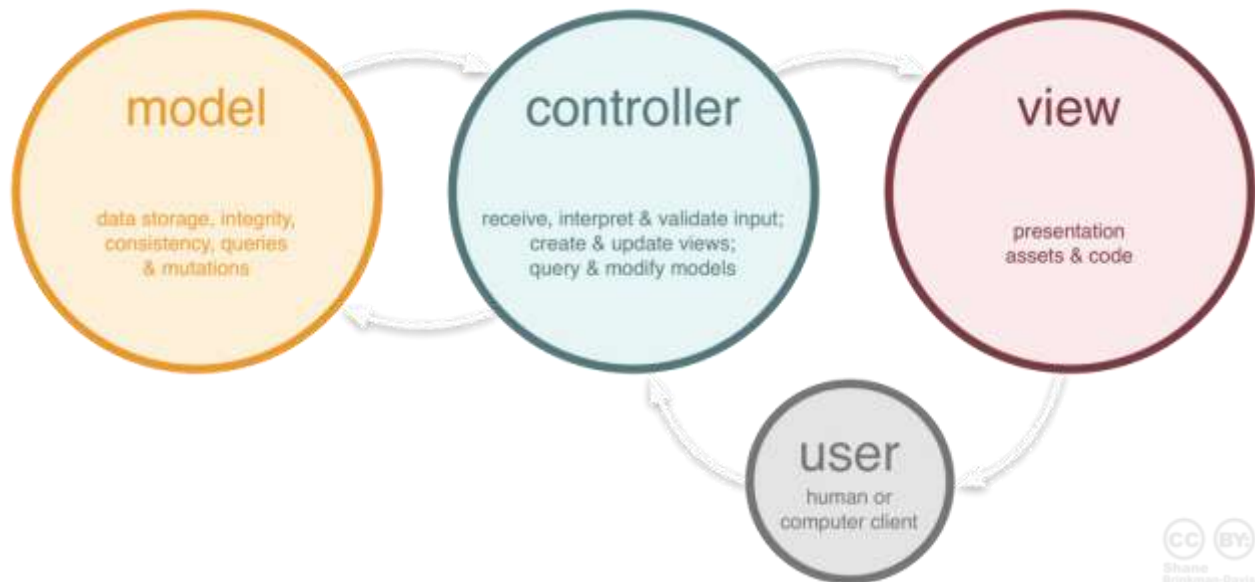 model
data storage, integrity,
consistency, queries
& mutations
controller
receive, interpret & validate input;
create & update views;
query & modify models
view
presentation
assets & code
user
human or
computer client
CC BY:
Shane